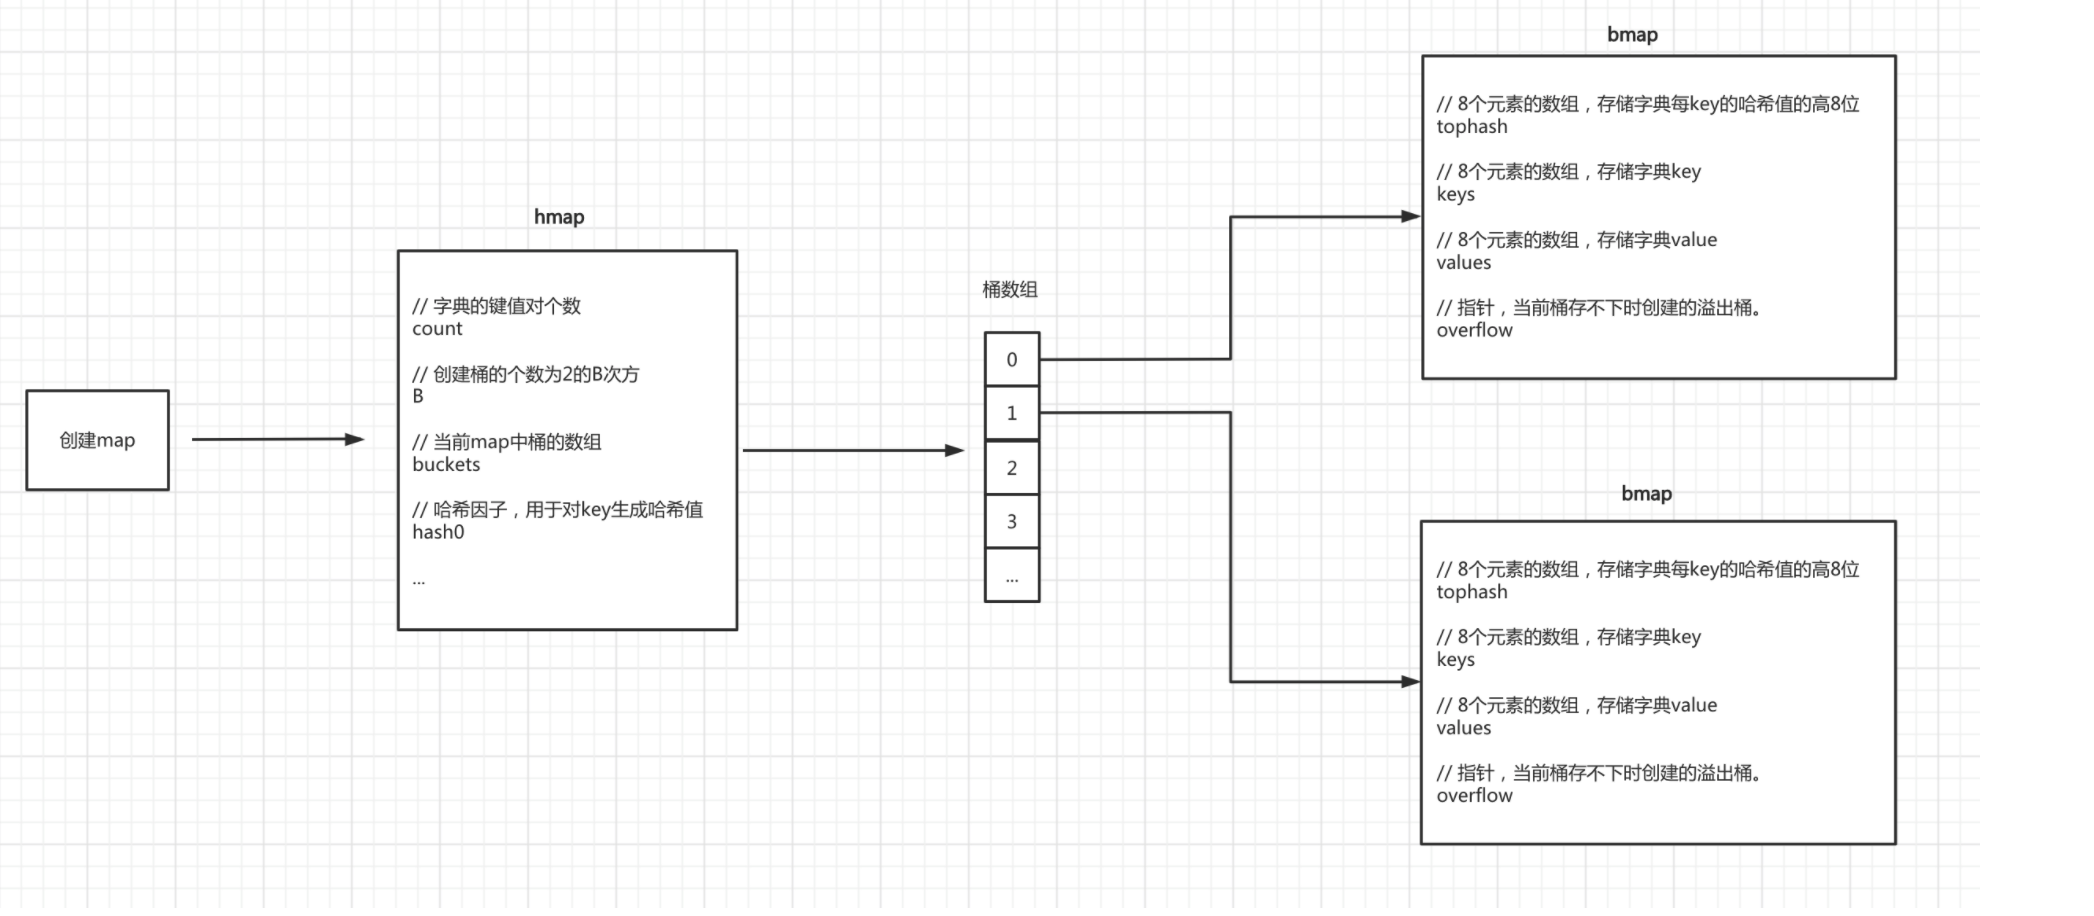 创建map
hmap
// 字典的键值对个数
count
// 创建桶的个数为2的B次方
B
// 当前map中桶的数组
buckets
// 哈希因子，用于对key生成哈希值
hash0
...
桶数组
0
1
2
3
...
bmap
// 8个元素的数组，存储字典每key的哈希值的高8位
tophash
// 8个元素的数组，存储字典key
keys
// 8个元素的数组，存储字典value
values
// 指针，当前桶存不下时创建的溢出桶。
overflow
bmap
// 8个元素的数组，存储字典每key的哈希值的高8位
tophash
// 8个元素的数组，存储字典key
keys
// 8个元素的数组，存储字典value
values
// 指针，当前桶存不下时创建的溢出桶。
overflow